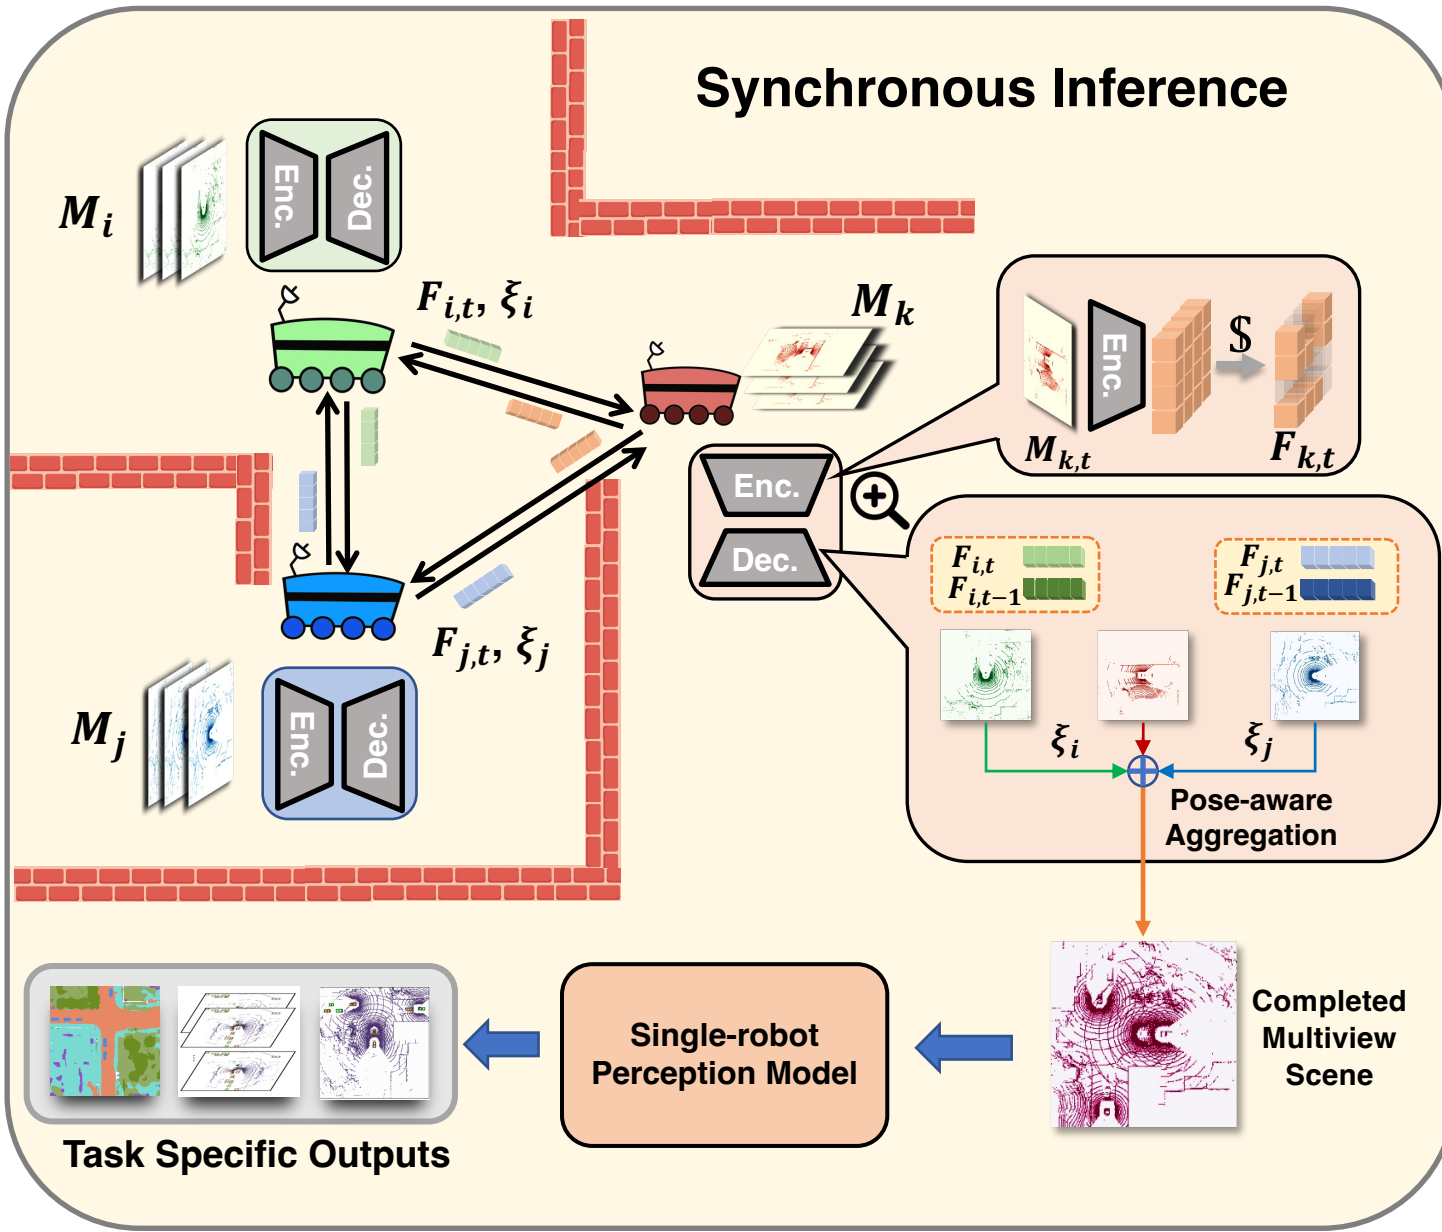 Synchronous Inference
M_i
Enc.
Dec.
F_{i,t}, ξ_i
M_k
Enc.
$
M_{k,t}
F_{k,t}
Enc.
Dec.
F_{i,t}
F_{i,t−1}
F_{j,t}
F_{j,t−1}
F_{j,t}, ξ_j
M_j
Enc.
Dec.
ξ_i
ξ_j
Pose-aware
Aggregation
Completed
Multiview
Scene
Single-robot
Perception Model
Task Specific Outputs